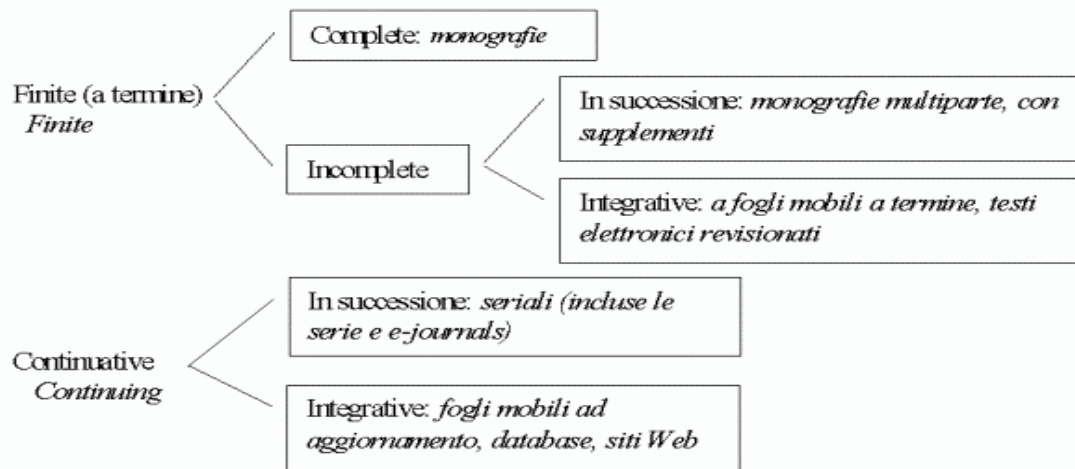 Complete: monografie
Finite (a termine)
Finite
In successione: monografie multiparte, con
supplementi
Incomplete
Integrative: a fogli mobili a termine, testi
elettronici revisionati
In successione: seriali (incluse le
serie e e-journals)
Continuative
Continuing
Integrative: fogli mobili ad
aggiornamento, database, siti Web